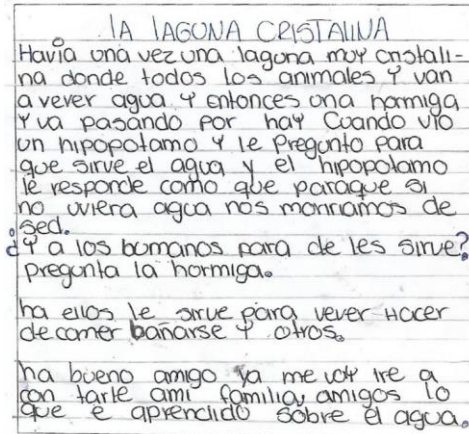 LA LAGUNA CRISTALINA
Havia una vez una laguna muy cristali-
na donde todos los animales Y van
a vever agua Y entonces una hormiga
Y va pasando por hay Cuando vio
un hipopotamo Y le Pregunto para
que sirve el agua y el hipopotamo
le responde como que paraque si
no uviera agua nos moririamos de
sed.
¿Y a los bumanos para de les sirve?
pregunta la hormiga.
ha ellos le sirve para vever Hacer
de comer bañarse Y otros.
ha bueno amigo Ya me voy ire a
con tarle ami familia, amigos lo
que e aprendido sobre el agua.